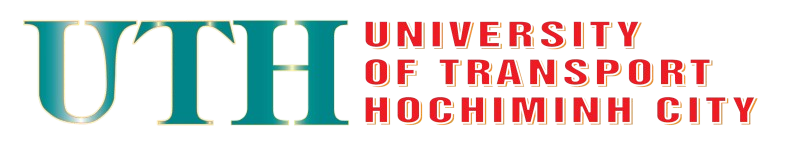 UTH
UNIVERSITY
OF TRANSPORT
HOCHIMINH CITY